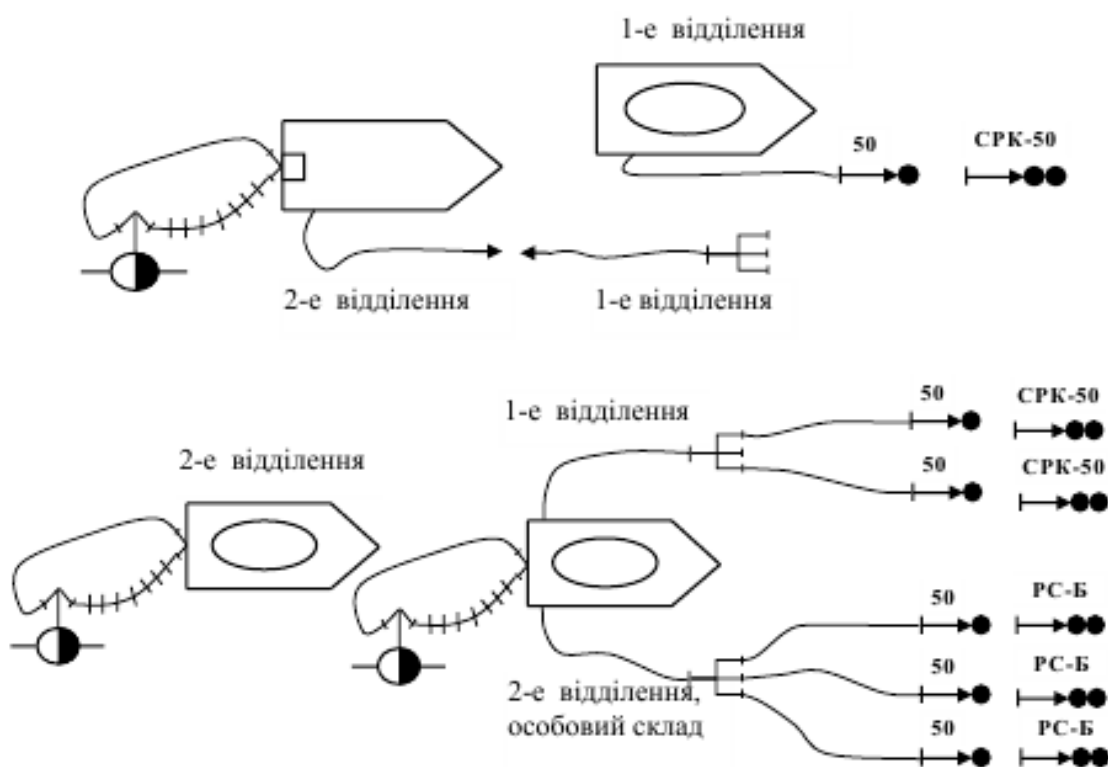 1-е відділення
50
СРК-50
2-е відділення
1-е відділення
1-е відділення
50
СРК-50
2-е відділення
50
СРК-50
50
РС-Б
50
РС-Б
2-е відділення,
особовий склад
50
РС-Б